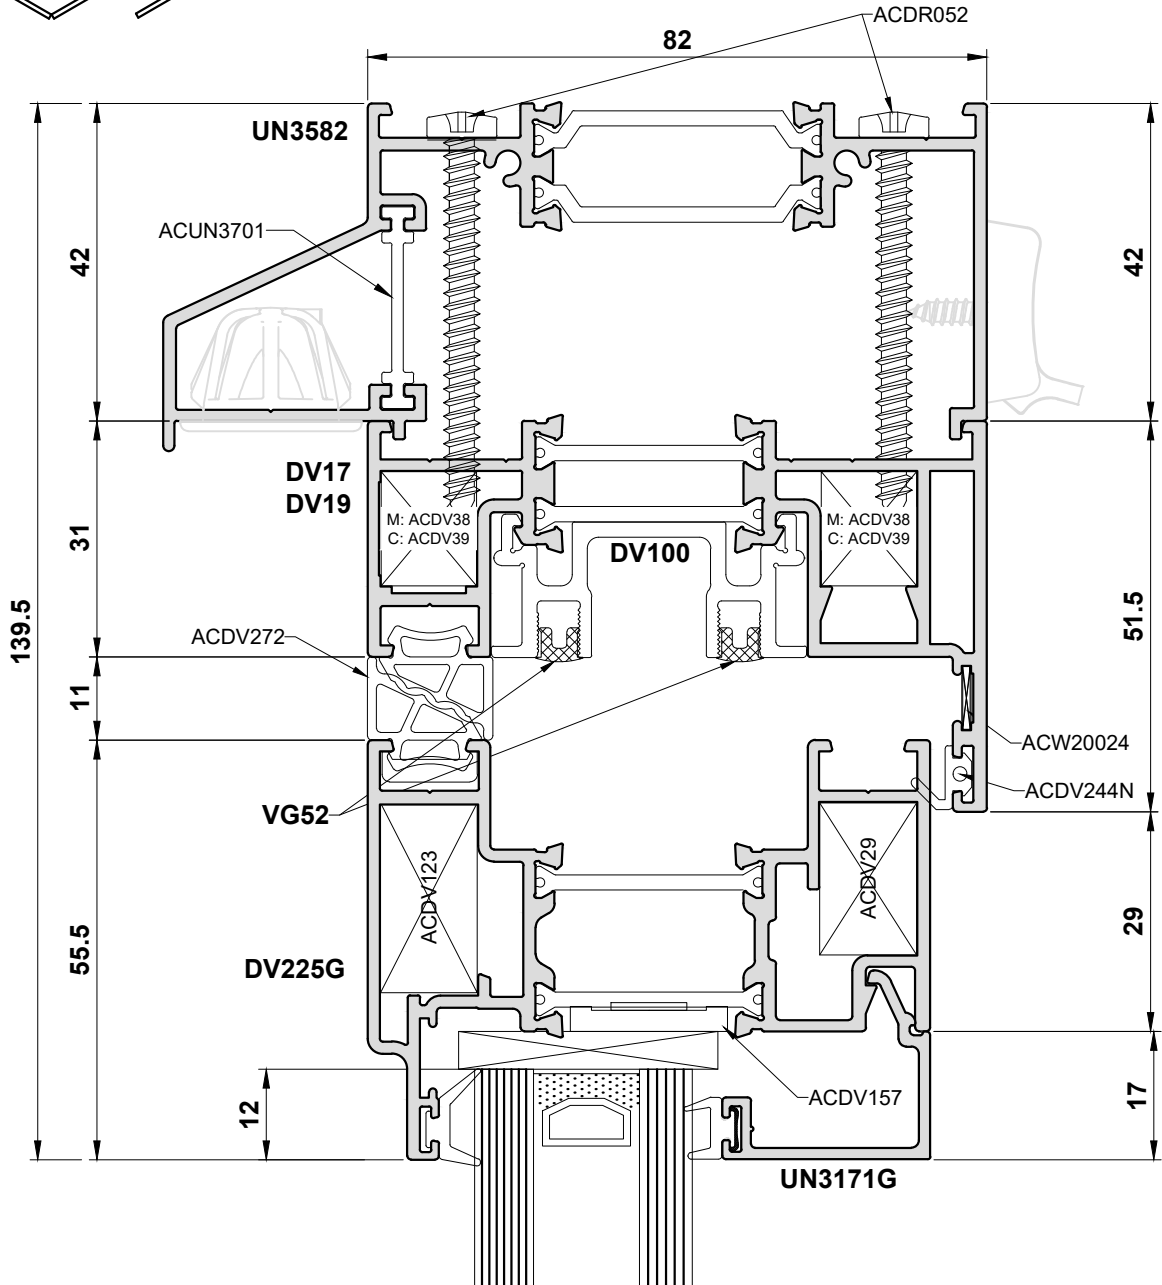 ACDR052
82
UN3582
ACUN3701
42
42
DV17
DV19
M: ACDV38
C: ACDV39
M: ACDV38
C: ACDV39
DV100
31
139.5
51.5
ACDV272
11
ACW20024
ACDV244N
VG52
ACDV123
ACDV29
55.5
29
DV225G
ACDV157
12
17
UN3171G